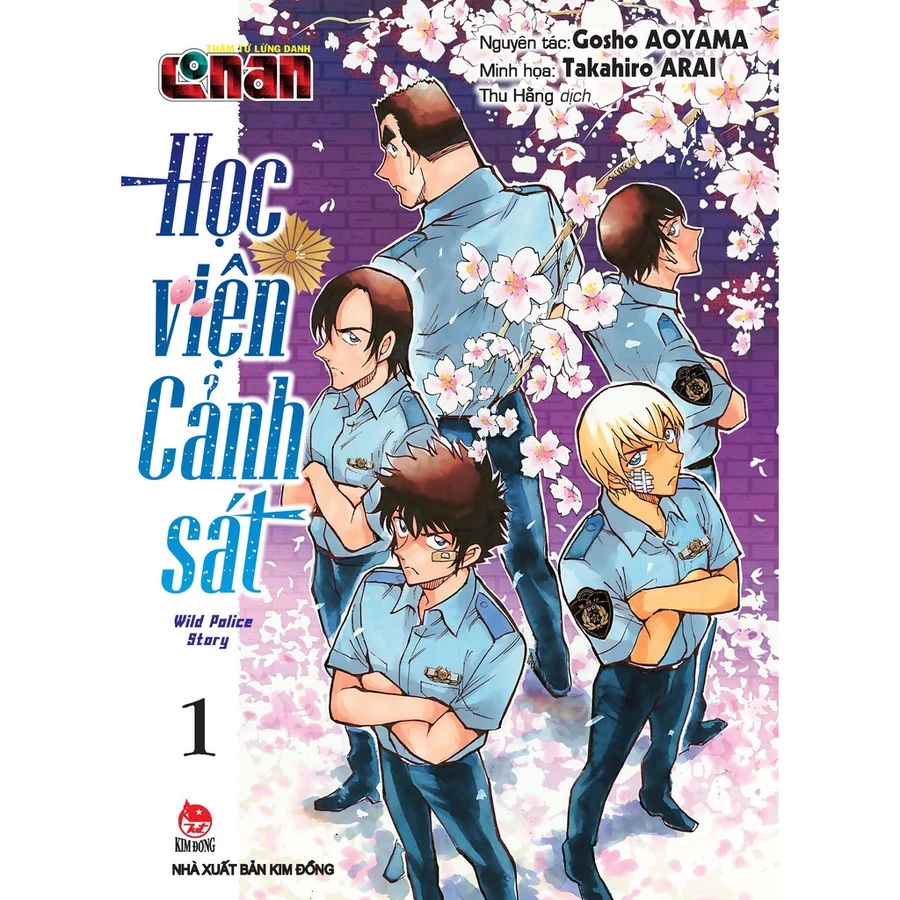 THÁM TỬ LỪNG DANH
Conan
Nguyên tác: Gosho AOYAMA
Minh họa: Takahiro ARAI
Thu Hằng dịch
Học
viện
Cảnh
sát
Wild Police
Story
1
KIM ĐỒNG
NHÀ XUẤT BẢN KIM ĐỒNG